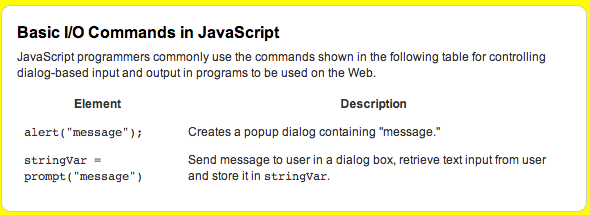 Basic I/O Commands in JavaScript
JavaScript programmers commonly use the commands shown in the following table for controlling
dialog-based input and output in programs to be used on the Web.
Element Description
alert("message"); Creates a popup dialog containing "message."
stringVar = Send message to user in a dialog box, retrieve text input from user
prompt("message") and store it in stringVar.